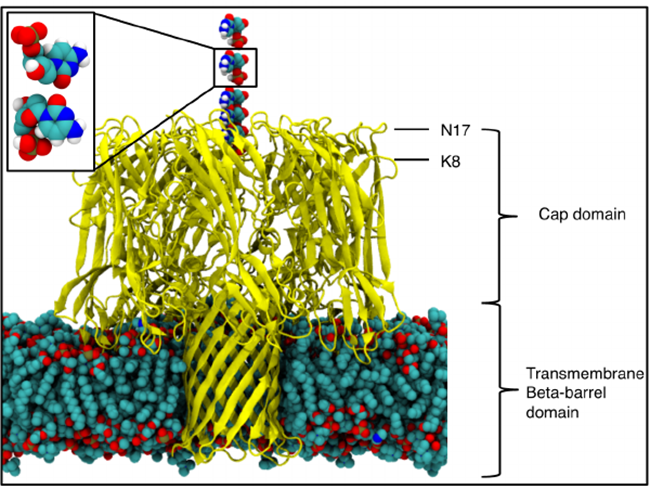 N17
K8
Cap domain
Transmembrane
Beta-barrel
domain